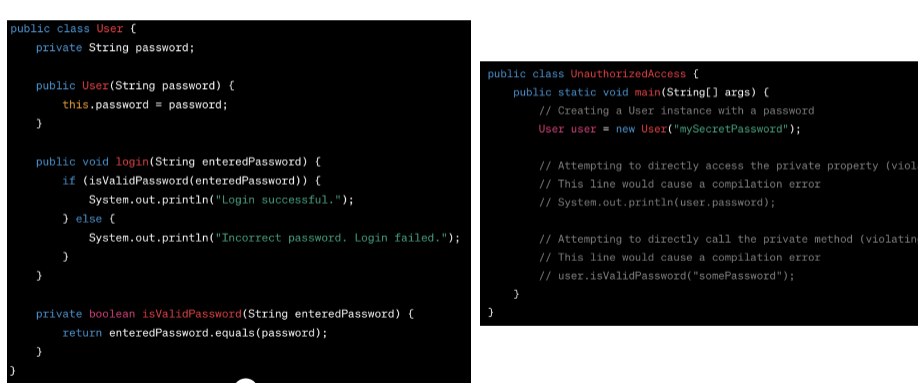 public class User {
private String password;
public User(String password) {
this.password = password;
}
public void login(String enteredPassword) {
if (isValidPassword(enteredPassword)) {
System.out.println("Login successful.");
} else {
System.out.println("Incorrect password. Login failed.");
}
}
private boolean isValidPassword(String enteredPassword) {
return enteredPassword.equals(password);
}
}
public class UnauthorizedAccess {
public static void main(String[] args) {
// Creating a User instance with a password
User user = new User("mySecretPassword");
// Attempting to directly access the private property (viol
// This line would cause a compilation error
// System.out.println(user.password);
// Attempting to directly call the private method (violatin
// This line would cause a compilation error
// user.isValidPassword("somePassword");
}
}